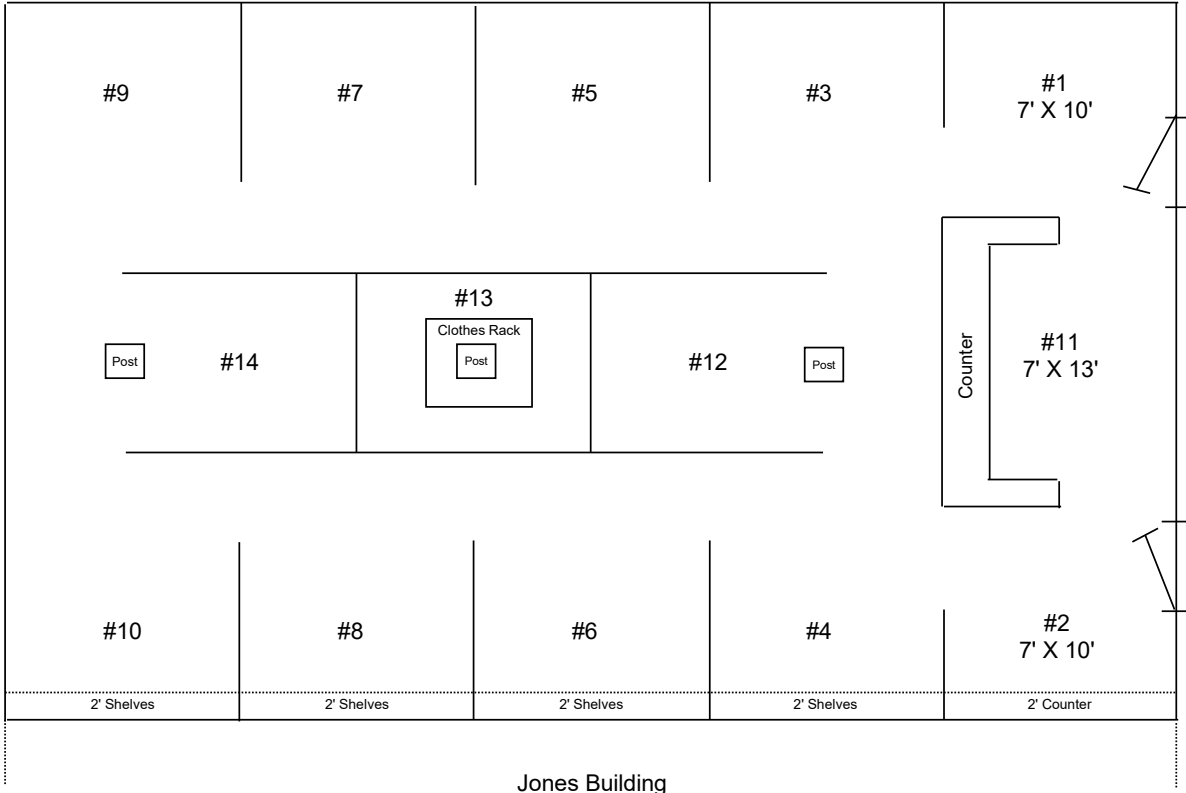 #9
#7
#5
#3
#1
7' X 10'
#13
Clothes Rack
Post
#14
Post
#12
Post
Counter
#11
7' X 13'
#10
#8
#6
#4
#2
7' X 10'
2' Shelves
2' Shelves
2' Shelves
2' Shelves
2' Counter
Jones Building